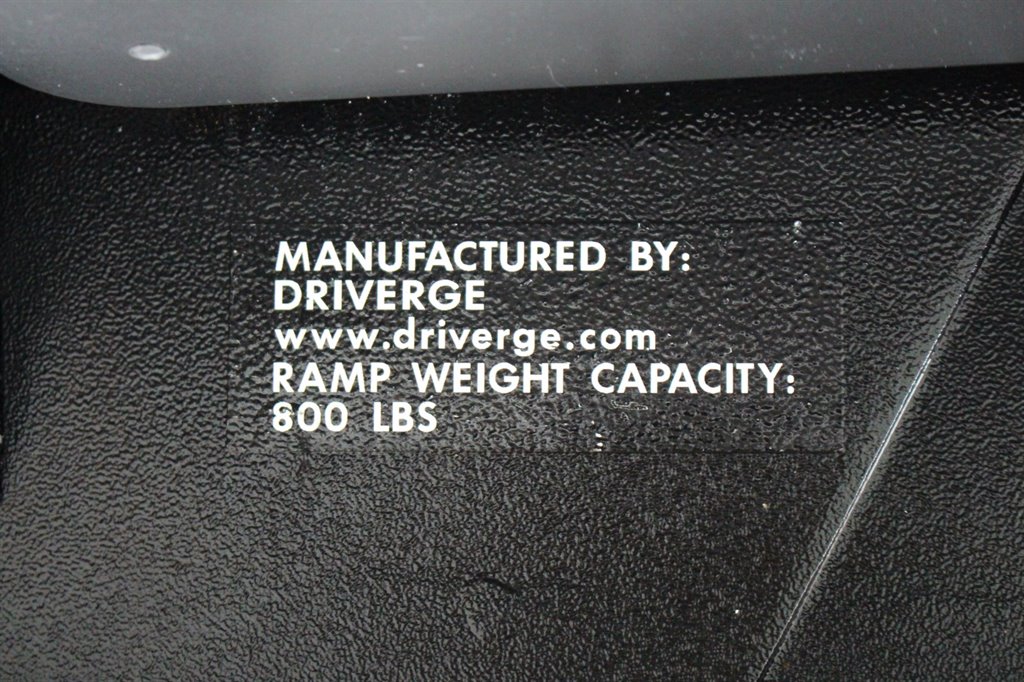 MANUFACTURED BY:
DRIVERGE
www.driverge.com
RAMP WEIGHT CAPACITY:
800 LBS